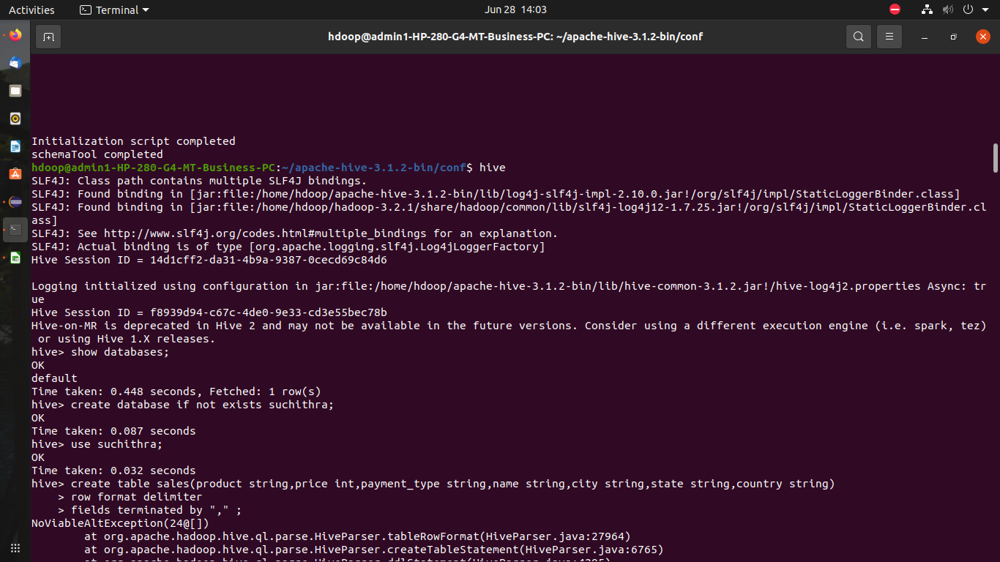 Activities
Terminal
Jun 28 14:03
hdoop@admin1-HP-280-G4-MT-Business-PC: ~/apache-hive-3.1.2-bin/conf
Initialization script completed
schemaTool completed
hdoop@admin1-HP-280-G4-MT-Business-PC:~/apache-hive-3.1.2-bin/conf$ hive
SLF4J: Class path contains multiple SLF4J bindings.
SLF4J: Found binding in [jar:file:/home/hdoop/apache-hive-3.1.2-bin/lib/log4j-slf4j-impl-2.10.0.jar!/org/slf4j/impl/StaticLoggerBinder.class]
SLF4J: Found binding in [jar:file:/home/hdoop/hadoop-3.2.1/share/hadoop/common/lib/slf4j-log4j12-1.7.25.jar!/org/slf4j/impl/StaticLoggerBinder.cl
ass]
SLF4J: See http://www.slf4j.org/codes.html#multiple_bindings for an explanation.
SLF4J: Actual binding is of type [org.apache.logging.slf4j.Log4jLoggerFactory]
Hive Session ID = 14d1cff2-da31-4b9a-9387-0cecd69c84d6
Logging initialized using configuration in jar:file:/home/hdoop/apache-hive-3.1.2-bin/lib/hive-common-3.1.2.jar!/hive-log4j2.properties Async: tr
ue
Hive Session ID = f8939d94-c67c-4de0-9e33-cd3e55bec78b
Hive-on-MR is deprecated in Hive 2 and may not be available in the future versions. Consider using a different execution engine (i.e. spark, tez)
 or using Hive 1.X releases.
hive> show databases;
OK
default
Time taken: 0.448 seconds, Fetched: 1 row(s)
hive> create database if not exists suchithra;
OK
Time taken: 0.087 seconds
hive> use suchithra;
OK
Time taken: 0.032 seconds
hive> create table sales(product string,price int,payment_type string,name string,city string,state string,country string)
    > row format delimiter
    > fields terminated by "," ;
NoViableAltException(24@[])
        at org.apache.hadoop.hive.ql.parse.HiveParser.tableRowFormat(HiveParser.java:27964)
        at org.apache.hadoop.hive.ql.parse.HiveParser.createTableStatement(HiveParser.java:6765)